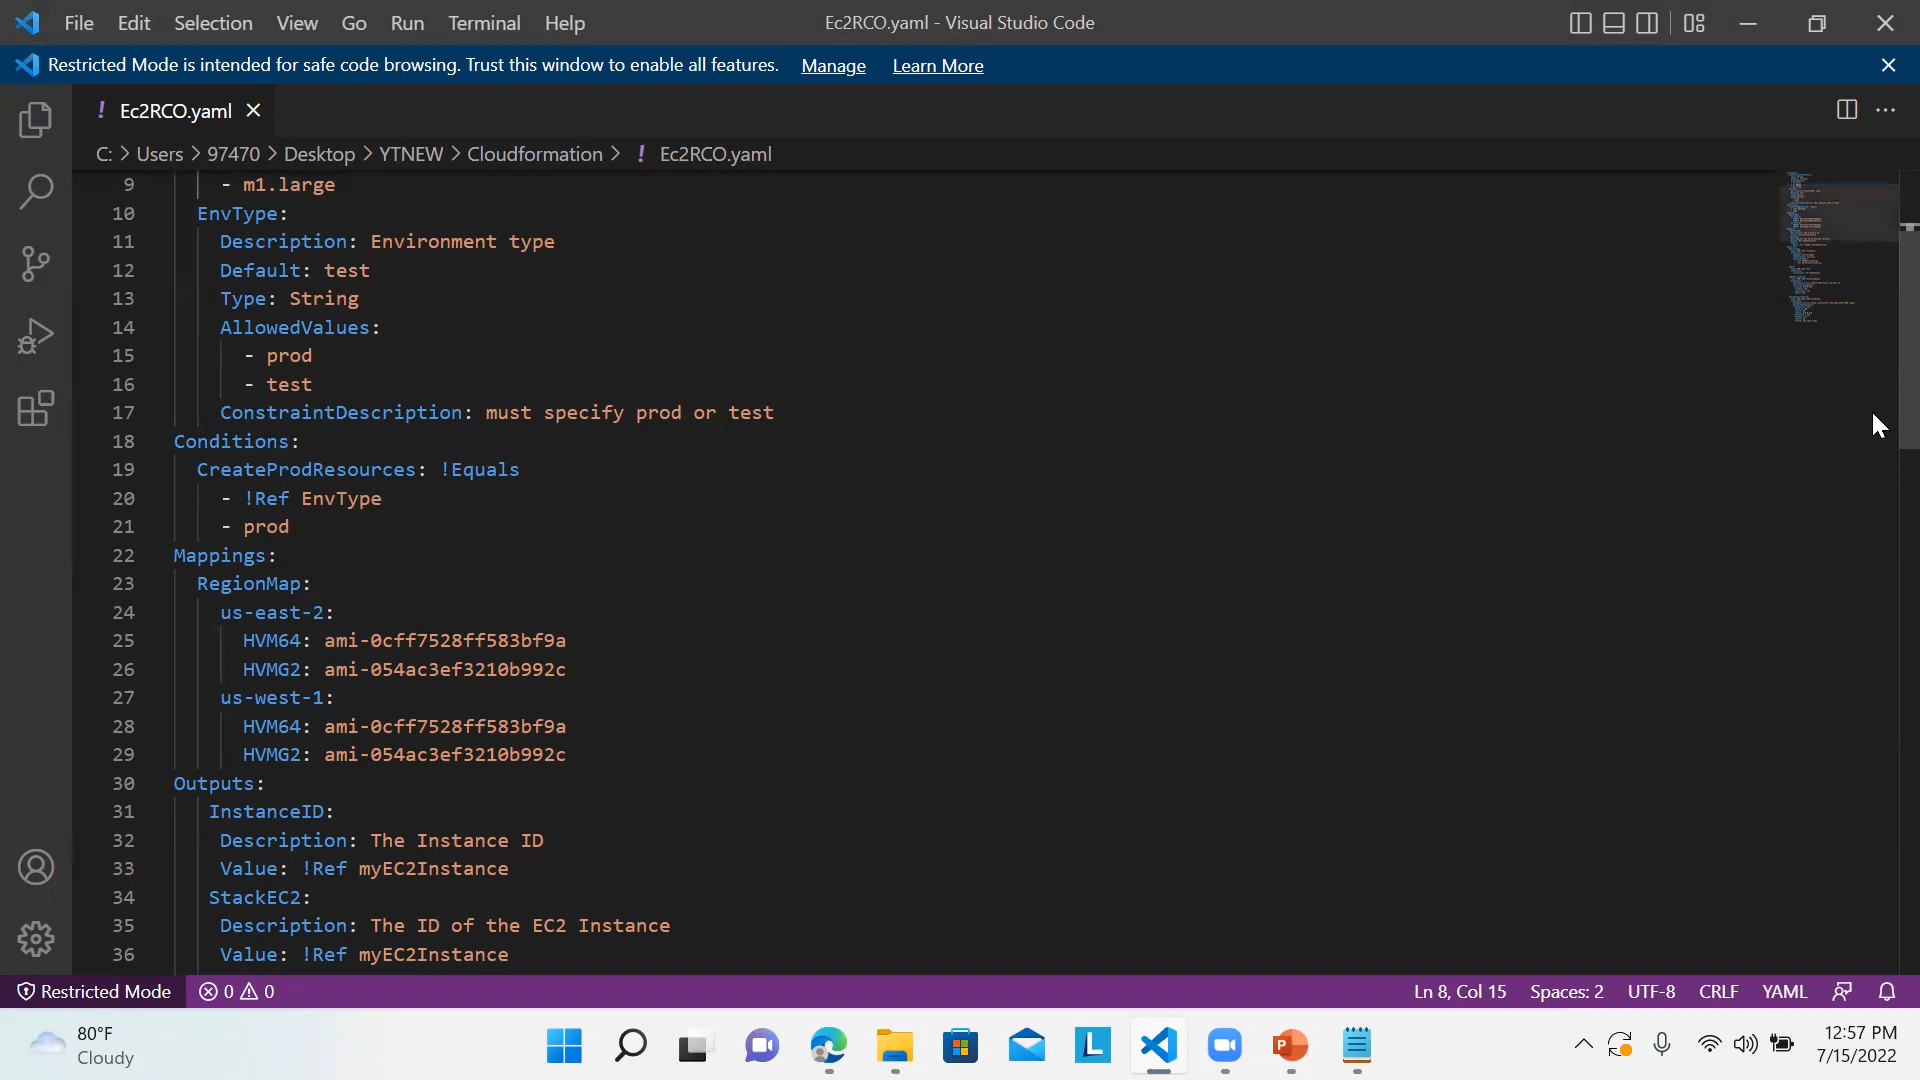 File Edit Selection View Go Run Terminal Help Ec2RCO.yaml - Visual Studio Code
Restricted Mode is intended for safe code browsing. Trust this window to enable all features. Manage Learn More
! Ec2RCO.yaml
C: > Users > 97470 > Desktop > YTNEW > Cloudformation > ! Ec2RCO.yaml
9 - m1.large
10 EnvType:
11 Description: Environment type
12 Default: test
13 Type: String
14 AllowedValues:
15 - prod
16 - test
17 ConstraintDescription: must specify prod or test
18 Conditions:
19 CreateProdResources: !Equals
20 - !Ref EnvType
21 - prod
22 Mappings:
23 RegionMap:
24 us-east-2:
25 HVM64: ami-0cff7528ff583bf9a
26 HVMG2: ami-054ac3ef3210b992c
27 us-west-1:
28 HVM64: ami-0cff7528ff583bf9a
29 HVMG2: ami-054ac3ef3210b992c
30 Outputs:
31 InstanceID:
32 Description: The Instance ID
33 Value: !Ref myEC2Instance
34 StackEC2:
35 Description: The ID of the EC2 Instance
36 Value: !Ref myEC2Instance
Restricted Mode 0 0 Ln 8, Col 15 Spaces: 2 UTF-8 CRLF YAML
80°F
Cloudy
12:57 PM
7/15/2022